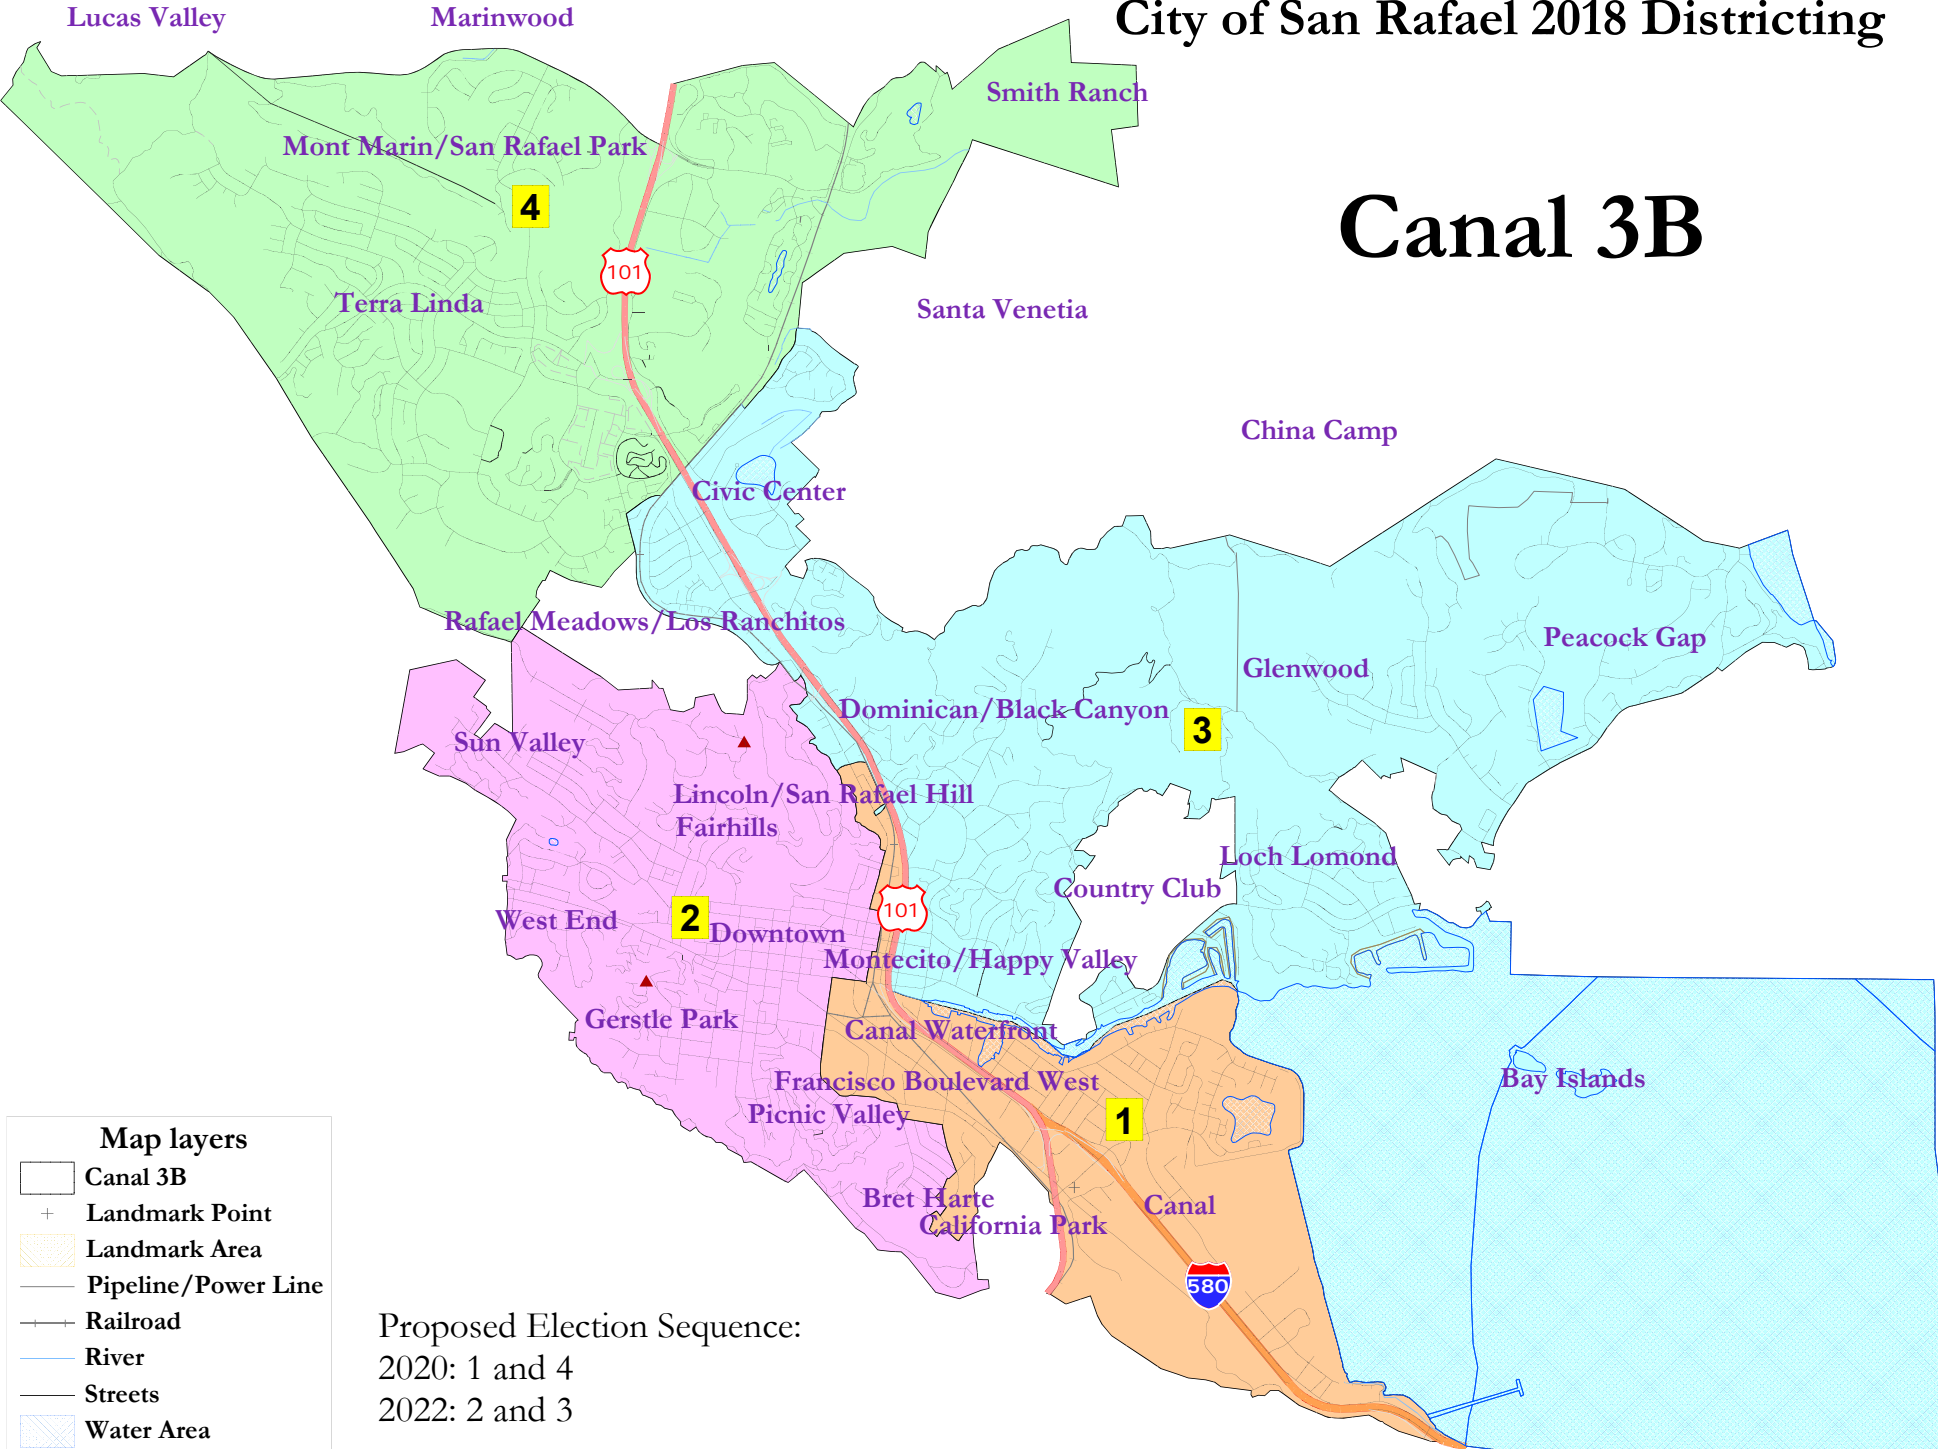 City of San Rafael 2018 Districting
Lucas Valley
Marinwood
Smith Ranch
Canal 3B
Mont Marin/San Rafael Park
4
101
Terra Linda
Santa Venetia
China Camp
Civic Center
Rafael Meadows/Los Ranchitos
Peacock Gap
Glenwood
Dominican/Black Canyon
3
Sun Valley
Lincoln/San Rafael Hill
Fairhills
Loch Lomond
Country Club
101
West End
2
Downtown
Montecito/Happy Valley
Gerstle Park
Canal Waterfront
Francisco Boulevard West
Bay Islands
Picnic Valley
1
Bret Harte
Canal
California Park
580
Map layers
Canal 3B
Landmark Point
Landmark Area
Pipeline/Power Line
Railroad
River
Streets
Water Area
Proposed Election Sequence:
2020: 1 and 4
2022: 2 and 3